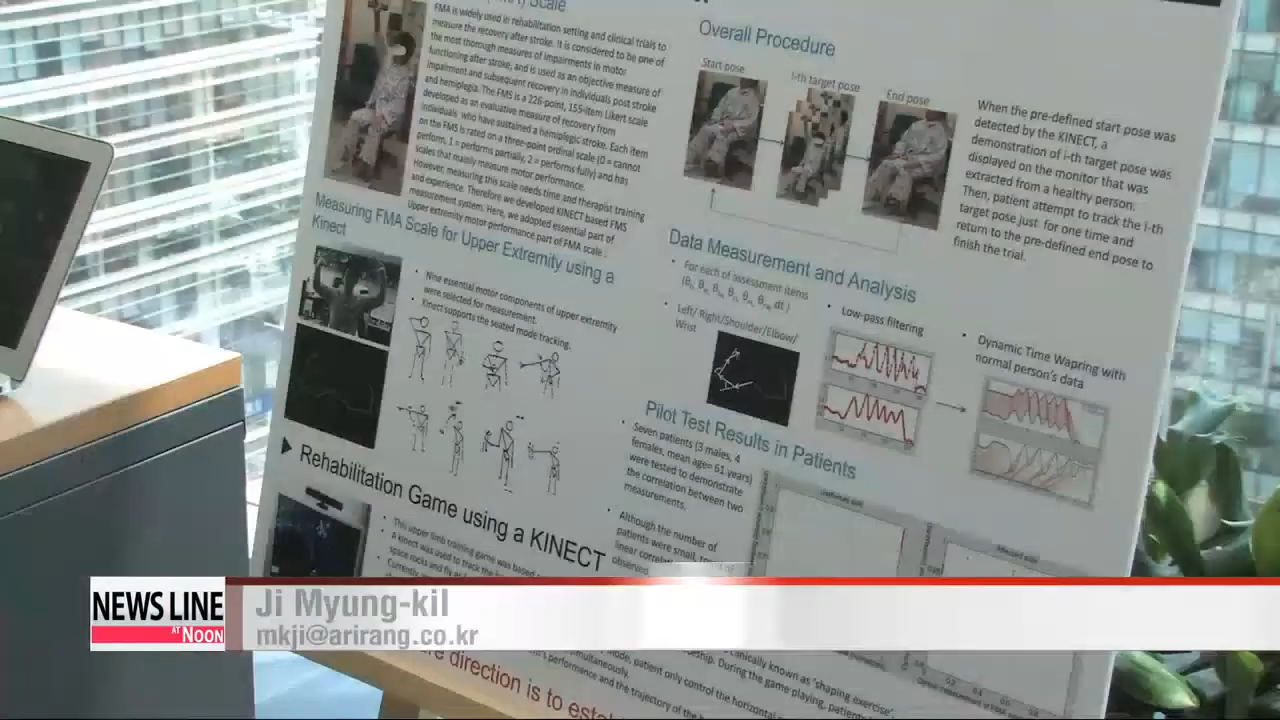 Scale
FMA is widely used in rehabilitation setting and clinical trials to
measure the recovery after stroke. It is considered to be one of
the most thorough measures of impairments in motor
functioning after stroke, and is used as an objective measure of
impairment and subsequent recovery in individuals post stroke
and hemiplegia. The FMS is a 226-point, 155-item Likert scale
developed as an evaluative measure of recovery from
individuals who have sustained a hemiplegic stroke. Each item
on the FMS is rated on a three-point ordinal scale (0 = cannot
perform, 1 = performs partially, 2 = performs fully) and has
scales that mainly measure motor performance.
However, measuring this scale needs time and therapist training
and experience. Therefore we developed KINECT based FMS
measurement system. Here, we adopted essential part of
Upper extremity motor performance part of FMA scale.
Measuring FMA Scale for Upper Extremity using a
Kinect
• Nine essential motor components of upper extremity
were selected for measurement.
• Kinect supports the seated mode tracking.
Rehabilitation Game using a KINECT
• This upper limb training game was based
• A kinect was used to track the
space rocks and fly
• Currently
Overall Procedure
Start pose
I-th target pose
End pose
When the pre-defined start pose was
detected by the KINECT, a
demonstration of i-th target pose was
displayed on the monitor that was
extracted from a healthy person.
Then, patient attempt to track the i-th
target pose just for one time and
return to the pre-defined end pose to
finish the trial.
Data Measurement and Analysis
• For each of assessment items
• Left/ Right/Shoulder/Elbow/
Wrist
• Low-pass filtering
• Dynamic Time Wapring with
normal person's data
Pilot Test Results in Patients
• Seven patients (3 males, 4
females, mean age= 61 years)
were tested to demonstrate
the correlation between two
measurements.
• Although the number of
patients were small,
linear
observed
NEWS LINE
AT NOON
Ji Myung-kil
mkji@arirang.co.kr
clinically known as 'shaping exercise',
mode, patient only control the horizontal
During the game playing, patient
simultaneously.
performance and the trajectory of the
direction is to